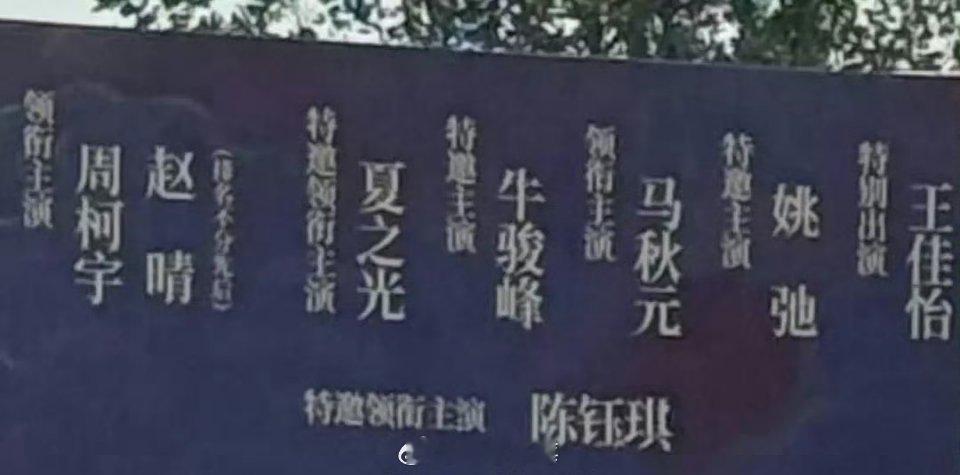 领衔主演
周柯宇
赵晴
(排名不分先后)
特邀领衔主演
夏之光
特邀主演
牛骏峰
领衔主演
马秋元
特邀主演
姚弛
特别出演
王佳怡
特邀领衔主演 陈钰琪